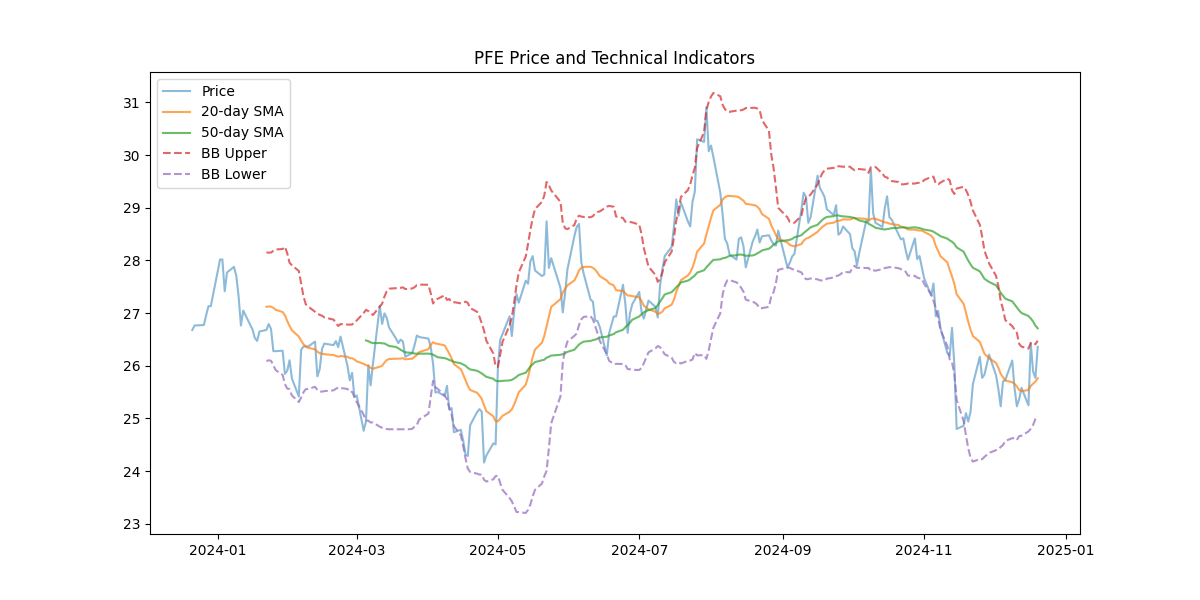 PFE Price and Technical Indicators
Price
20-day SMA
50-day SMA
BB Upper
BB Lower
31
30
29
28
27
26
25
24
23
2024-01
2024-03
2024-05
2024-07
2024-09
2024-11
2025-01